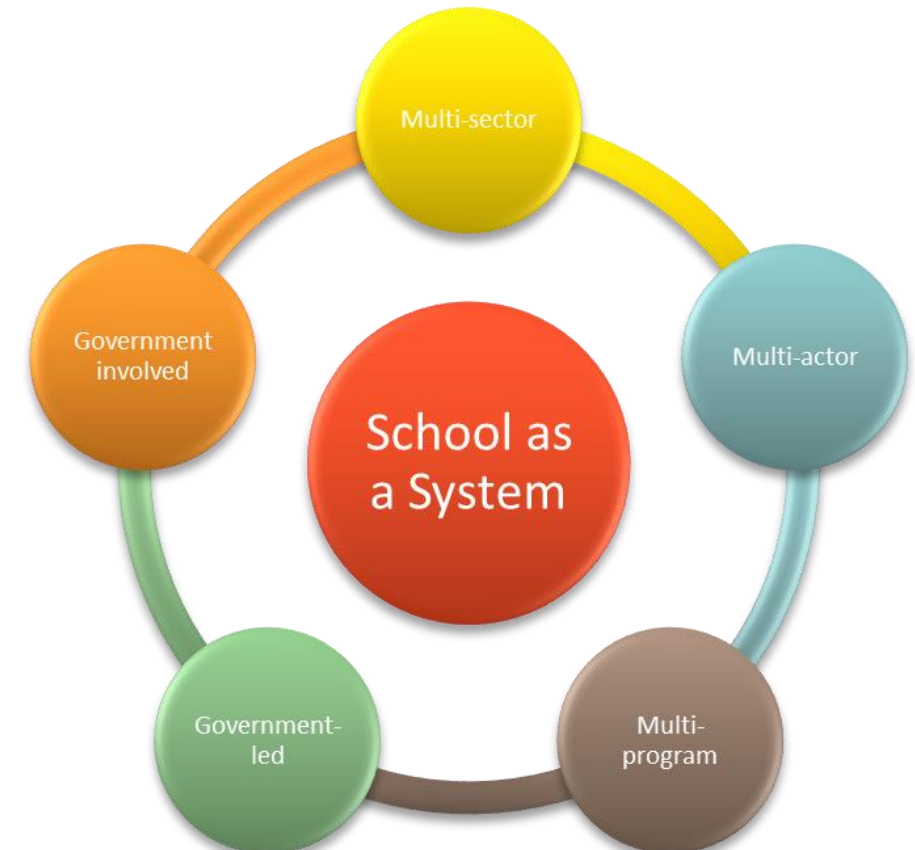 Multi-sector
Multi-actor
Multi-
program
Government-
led
Government
involved
School as
a System